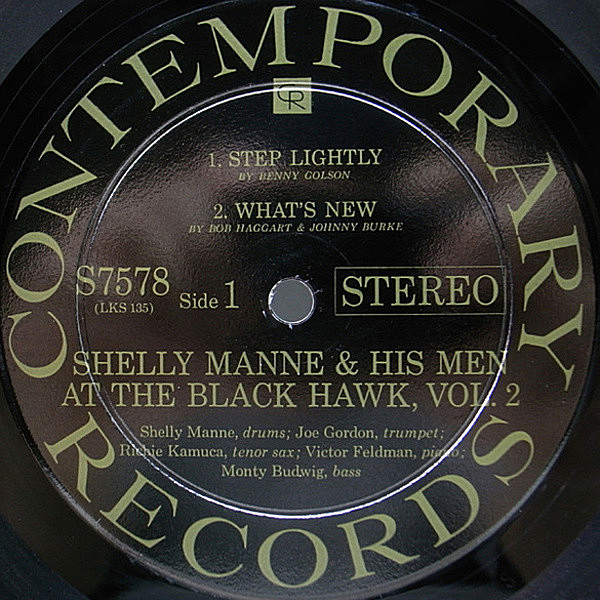 CONTEMPORARY
CR
1. STEP LIGHTLY
BY BENNY GOLSON
2. WHAT'S NEW
BY BOB HAGGART & JOHNNY BURKE
S7578
(LKS 135)
Side 1
STEREO
SHELLY MANNE & HIS MEN
AT THE BLACK HAWK, VOL. 2
Shelly Manne, drums; Joe Gordon, trumpet;
Richie Kamuca, tenor sax; Victor Feldman, piano;
Monty Budwig, bass
RECORDS